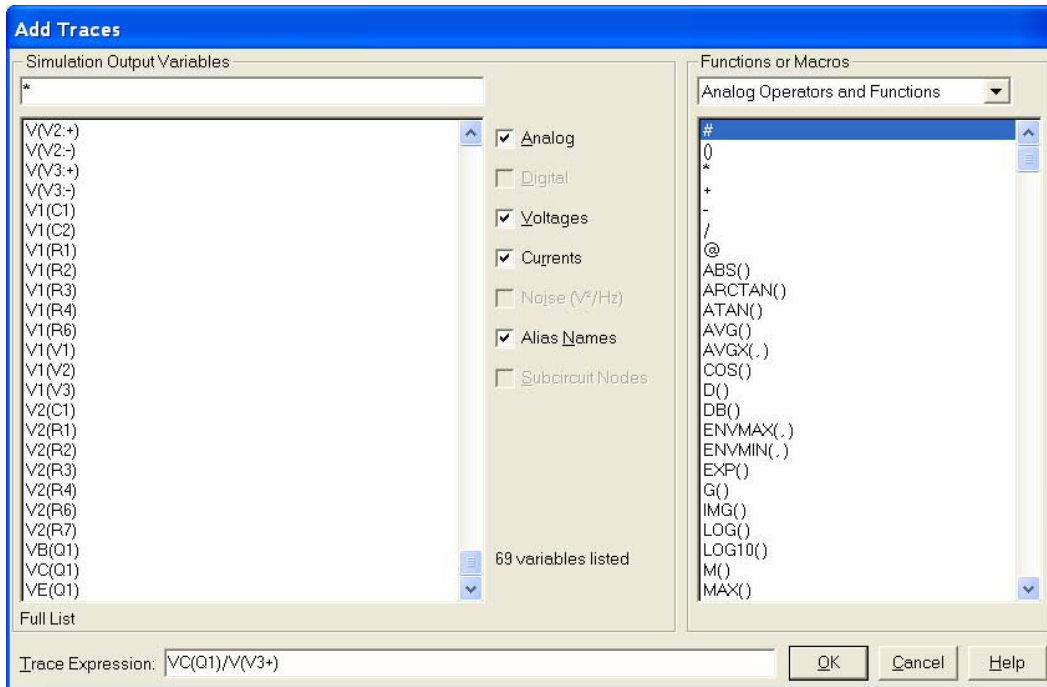 Add Traces
Simulation Output Variables
*
V(V2:+)
V(V2:-)
V(V3:+)
V(V3:-)
V1(C1)
V1(C2)
V1(R1)
V1(R2)
V1(R3)
V1(R4)
V1(R6)
V1(V1)
V1(V2)
V1(V3)
V2(C1)
V2(R1)
V2(R2)
V2(R3)
V2(R4)
V2(R6)
V2(R7)
VB(Q1)
VC(Q1)
VE(Q1)
Full List
Analog
Digital
Voltages
Currents
Noise (V²/Hz)
Alias Names
Subcircuit Nodes
69 variables listed
Functions or Macros
Analog Operators and Functions
#
()
*
+
-
/
@
ABS()
ARCTAN()
ATAN()
AVG()
AVGX(,)
COS()
D()
DB()
ENVMAX(,)
ENVMIN(,)
EXP()
G()
IMG()
LOG()
LOG10()
M()
MAX()
Trace Expression: VC(Q1)/V(V3+)
OK Cancel Help